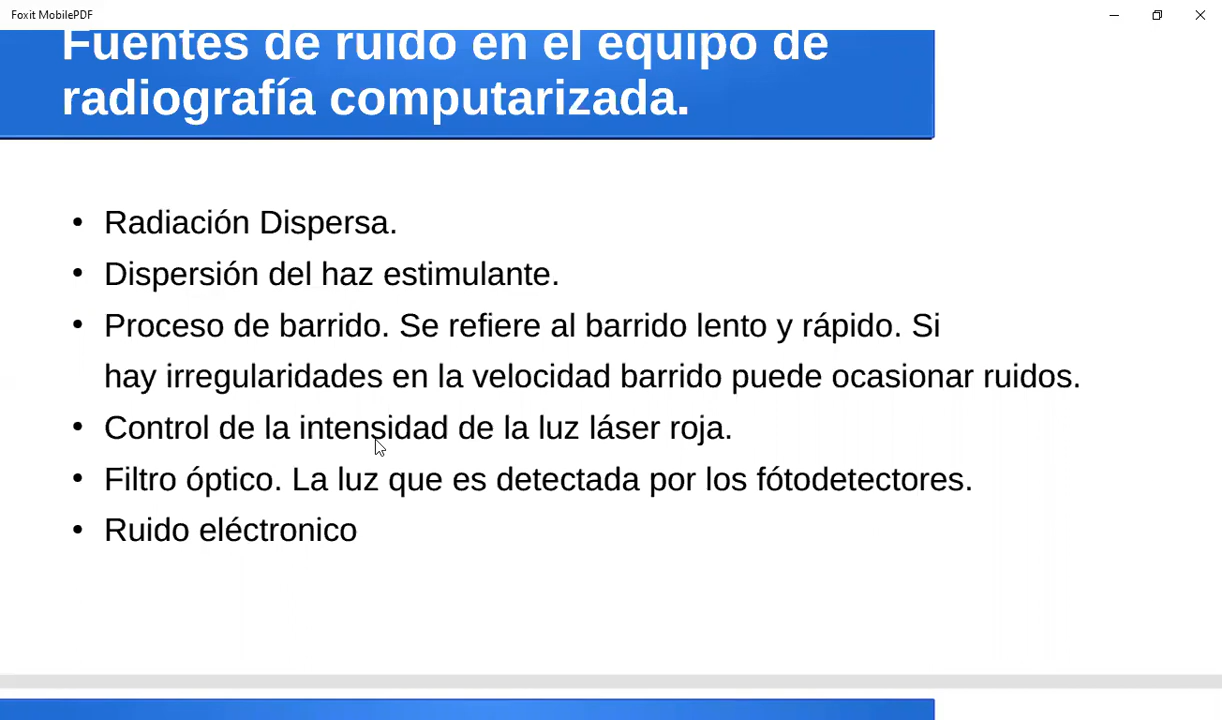 Foxit MobilePDF
Fuentes de ruido en el equipo de
radiografía computarizada.
• Radiación Dispersa.
• Dispersión del haz estimulante.
• Proceso de barrido. Se refiere al barrido lento y rápido. Si
hay irregularidades en la velocidad barrido puede ocasionar ruidos.
• Control de la intensidad de la luz láser roja.
• Filtro óptico. La luz que es detectada por los fótodetectores.
• Ruido eléctronico